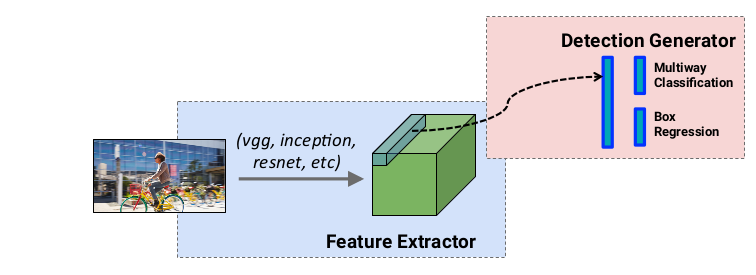 Detection Generator
Multiway
Classification
Box
Regression
(vgg, inception,
resnet, etc)
Feature Extractor